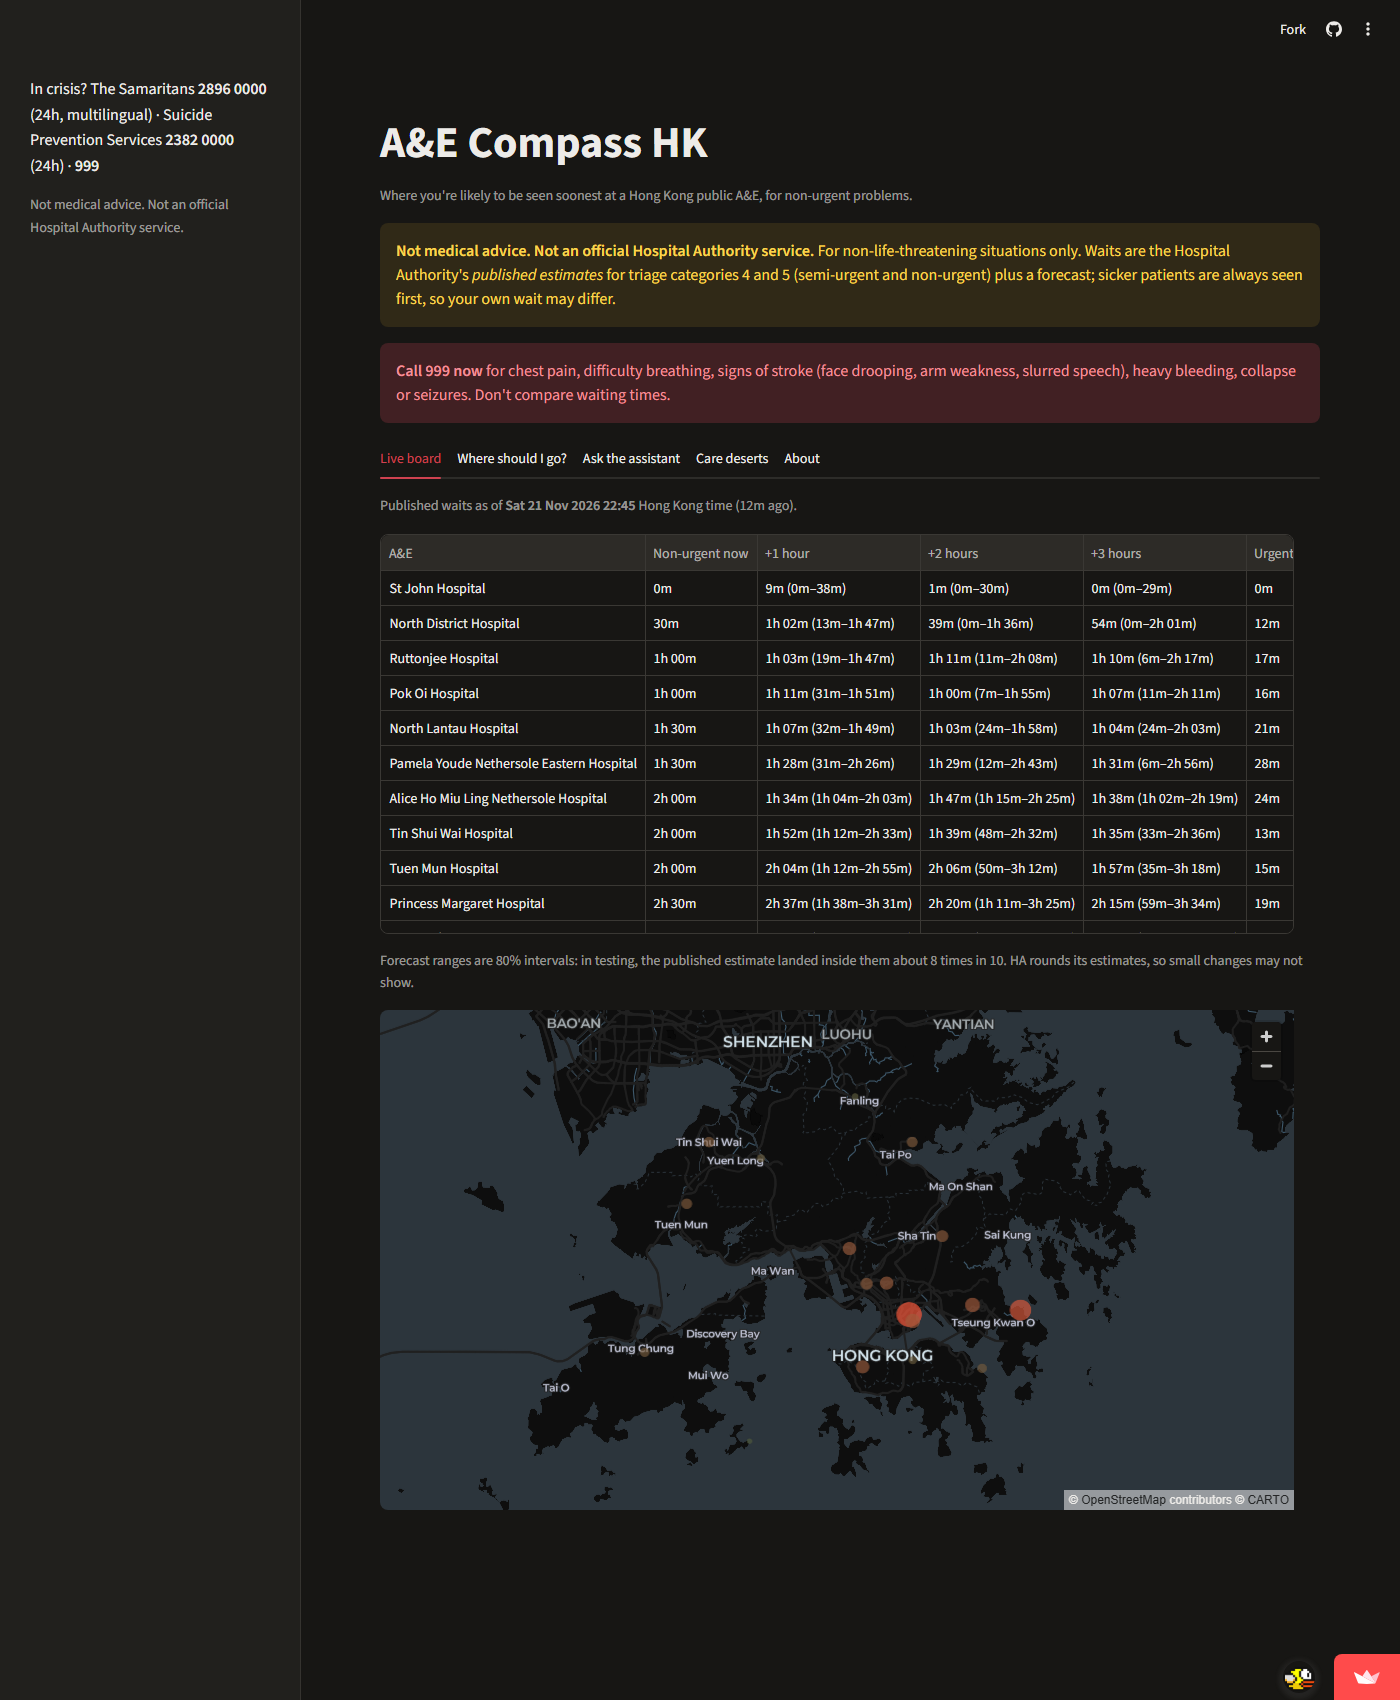 Fork
In crisis? The Samaritans 2896 0000
(24h, multilingual) · Suicide
Prevention Services 2382 0000
(24h) · 999
Not medical advice. Not an official
Hospital Authority service.
A&E Compass HK
Where you're likely to be seen soonest at a Hong Kong public A&E, for non-urgent problems.
Not medical advice. Not an official Hospital Authority service. For non-life-threatening situations only. Waits are the Hospital
Authority's published estimates for triage categories 4 and 5 (semi-urgent and non-urgent) plus a forecast; sicker patients are always seen
first, so your own wait may differ.
Call 999 now for chest pain, difficulty breathing, signs of stroke (face drooping, arm weakness, slurred speech), heavy bleeding, collapse
or seizures. Don't compare waiting times.
Live board Where should I go? Ask the assistant Care deserts About
Published waits as of Sat 21 Nov 2026 22:45 Hong Kong time (12m ago).
A&E Non-urgent now +1 hour +2 hours +3 hours Urgent
St John Hospital 0m 9m (0m–38m) 1m (0m–30m) 0m (0m–29m) 0m
North District Hospital 30m 1h 02m (13m–1h 47m) 39m (0m–1h 36m) 54m (0m–2h 01m) 12m
Ruttonjee Hospital 1h 00m 1h 03m (19m–1h 47m) 1h 11m (11m–2h 08m) 1h 10m (6m–2h 17m) 17m
Pok Oi Hospital 1h 00m 1h 11m (31m–1h 51m) 1h 00m (7m–1h 55m) 1h 07m (11m–2h 11m) 16m
North Lantau Hospital 1h 30m 1h 07m (32m–1h 49m) 1h 03m (24m–1h 58m) 1h 04m (24m–2h 03m) 21m
Pamela Youde Nethersole Eastern Hospital 1h 30m 1h 28m (31m–2h 26m) 1h 29m (12m–2h 43m) 1h 31m (6m–2h 56m) 28m
Alice Ho Miu Ling Nethersole Hospital 2h 00m 1h 34m (1h 04m–2h 03m) 1h 47m (1h 15m–2h 25m) 1h 38m (1h 02m–2h 19m) 24m
Tin Shui Wai Hospital 2h 00m 1h 52m (1h 12m–2h 33m) 1h 39m (48m–2h 32m) 1h 35m (33m–2h 36m) 13m
Tuen Mun Hospital 2h 00m 2h 04m (1h 12m–2h 55m) 2h 06m (50m–3h 12m) 1h 57m (35m–3h 18m) 15m
Princess Margaret Hospital 2h 30m 2h 37m (1h 38m–3h 31m) 2h 20m (1h 11m–3h 25m) 2h 15m (59m–3h 34m) 19m
Forecast ranges are 80% intervals: in testing, the published estimate landed inside them about 8 times in 10. HA rounds its estimates, so small changes may not
show.
BAO'AN
YANTIAN
LUOHU
SHENZHEN
Fanling
Tin Shui Wai
Tai Po
Yuen Long
Ma On Shan
Tuen Mun
Sha Tin
Sai Kung
Ma Wan
Tseung Kwan O
Discovery Bay
Tung Chung
HONG KONG
Mui Wo
Tai O
© OpenStreetMap contributors © CARTO